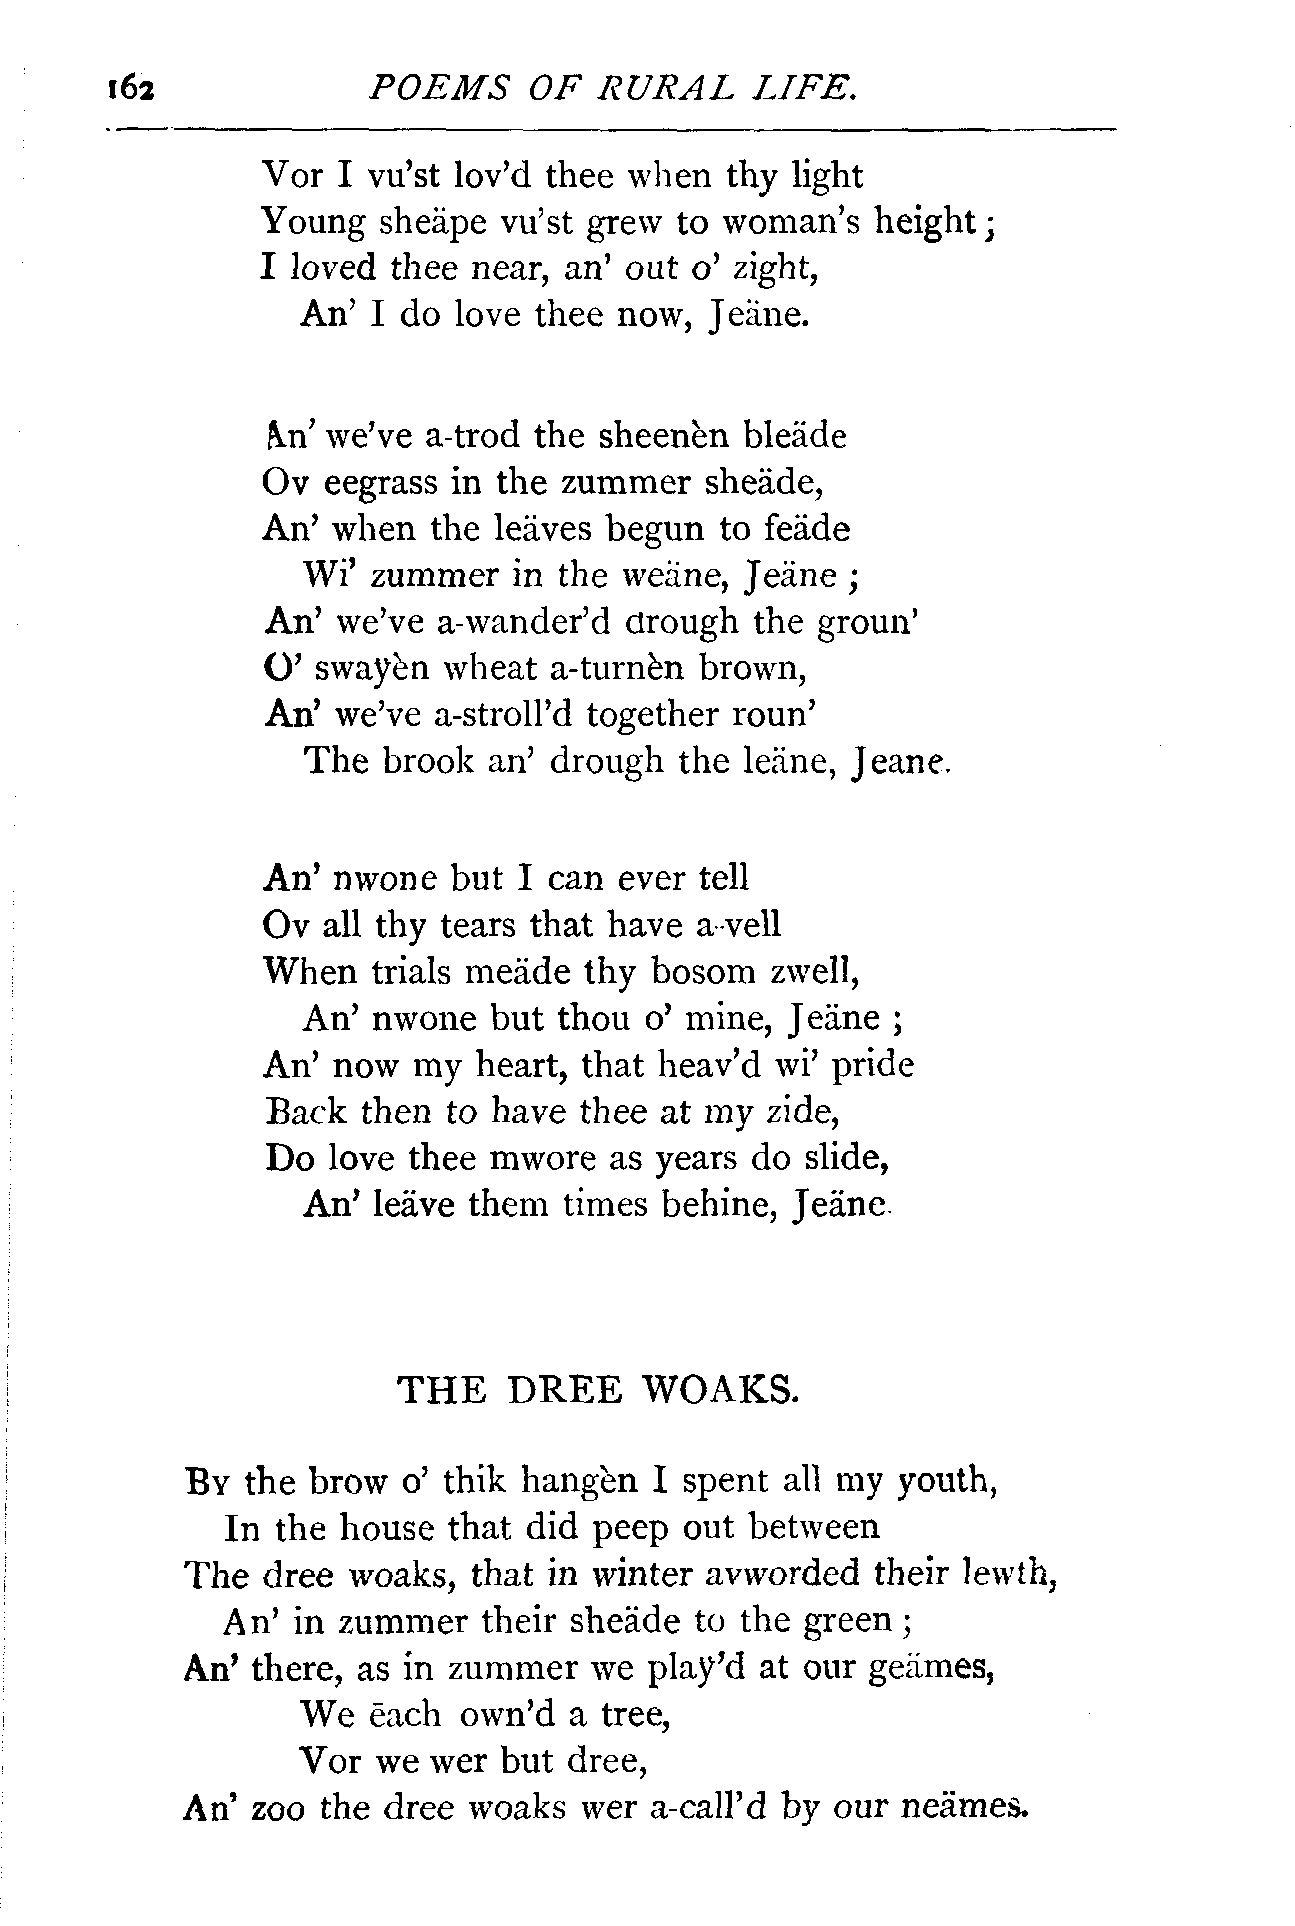 162 POEMS OF RURAL LIFE.
Vor I vu'st lov'd thee when thy light
Young sheäpe vu'st grew to woman's height;
I loved thee near, an' out o' zight,
An' I do love thee now, Jeäne.
An' we've a-trod the sheenèn bleäde
Ov eegrass in the zummer sheäde,
An' when the leäves begun to feäde
Wi' zummer in the weäne, Jeäne ;
An' we've a-wander'd drough the groun'
O' swayèn wheat a-turnèn brown,
An' we've a-stroll'd together roun'
The brook an' drough the leäne, Jeane.
An' nwone but I can ever tell
Ov all thy tears that have a-vell
When trials meäde thy bosom zwell,
An' nwone but thou o' mine, Jeäne ;
An' now my heart, that heav'd wi' pride
Back then to have thee at my zide,
Do love thee mwore as years do slide,
An' leäve them times behine, Jeäne.
THE DREE WOAKS.
By the brow o' thik hangèn I spent all my youth,
In the house that did peep out between
The dree woaks, that in winter avworded their lewth,
An' in zummer their sheäde to the green ;
An' there, as in zummer we play'd at our geämes,
We ēach own'd a tree,
Vor we wer but dree,
An' zoo the dree woaks wer a-call'd by our neämes.